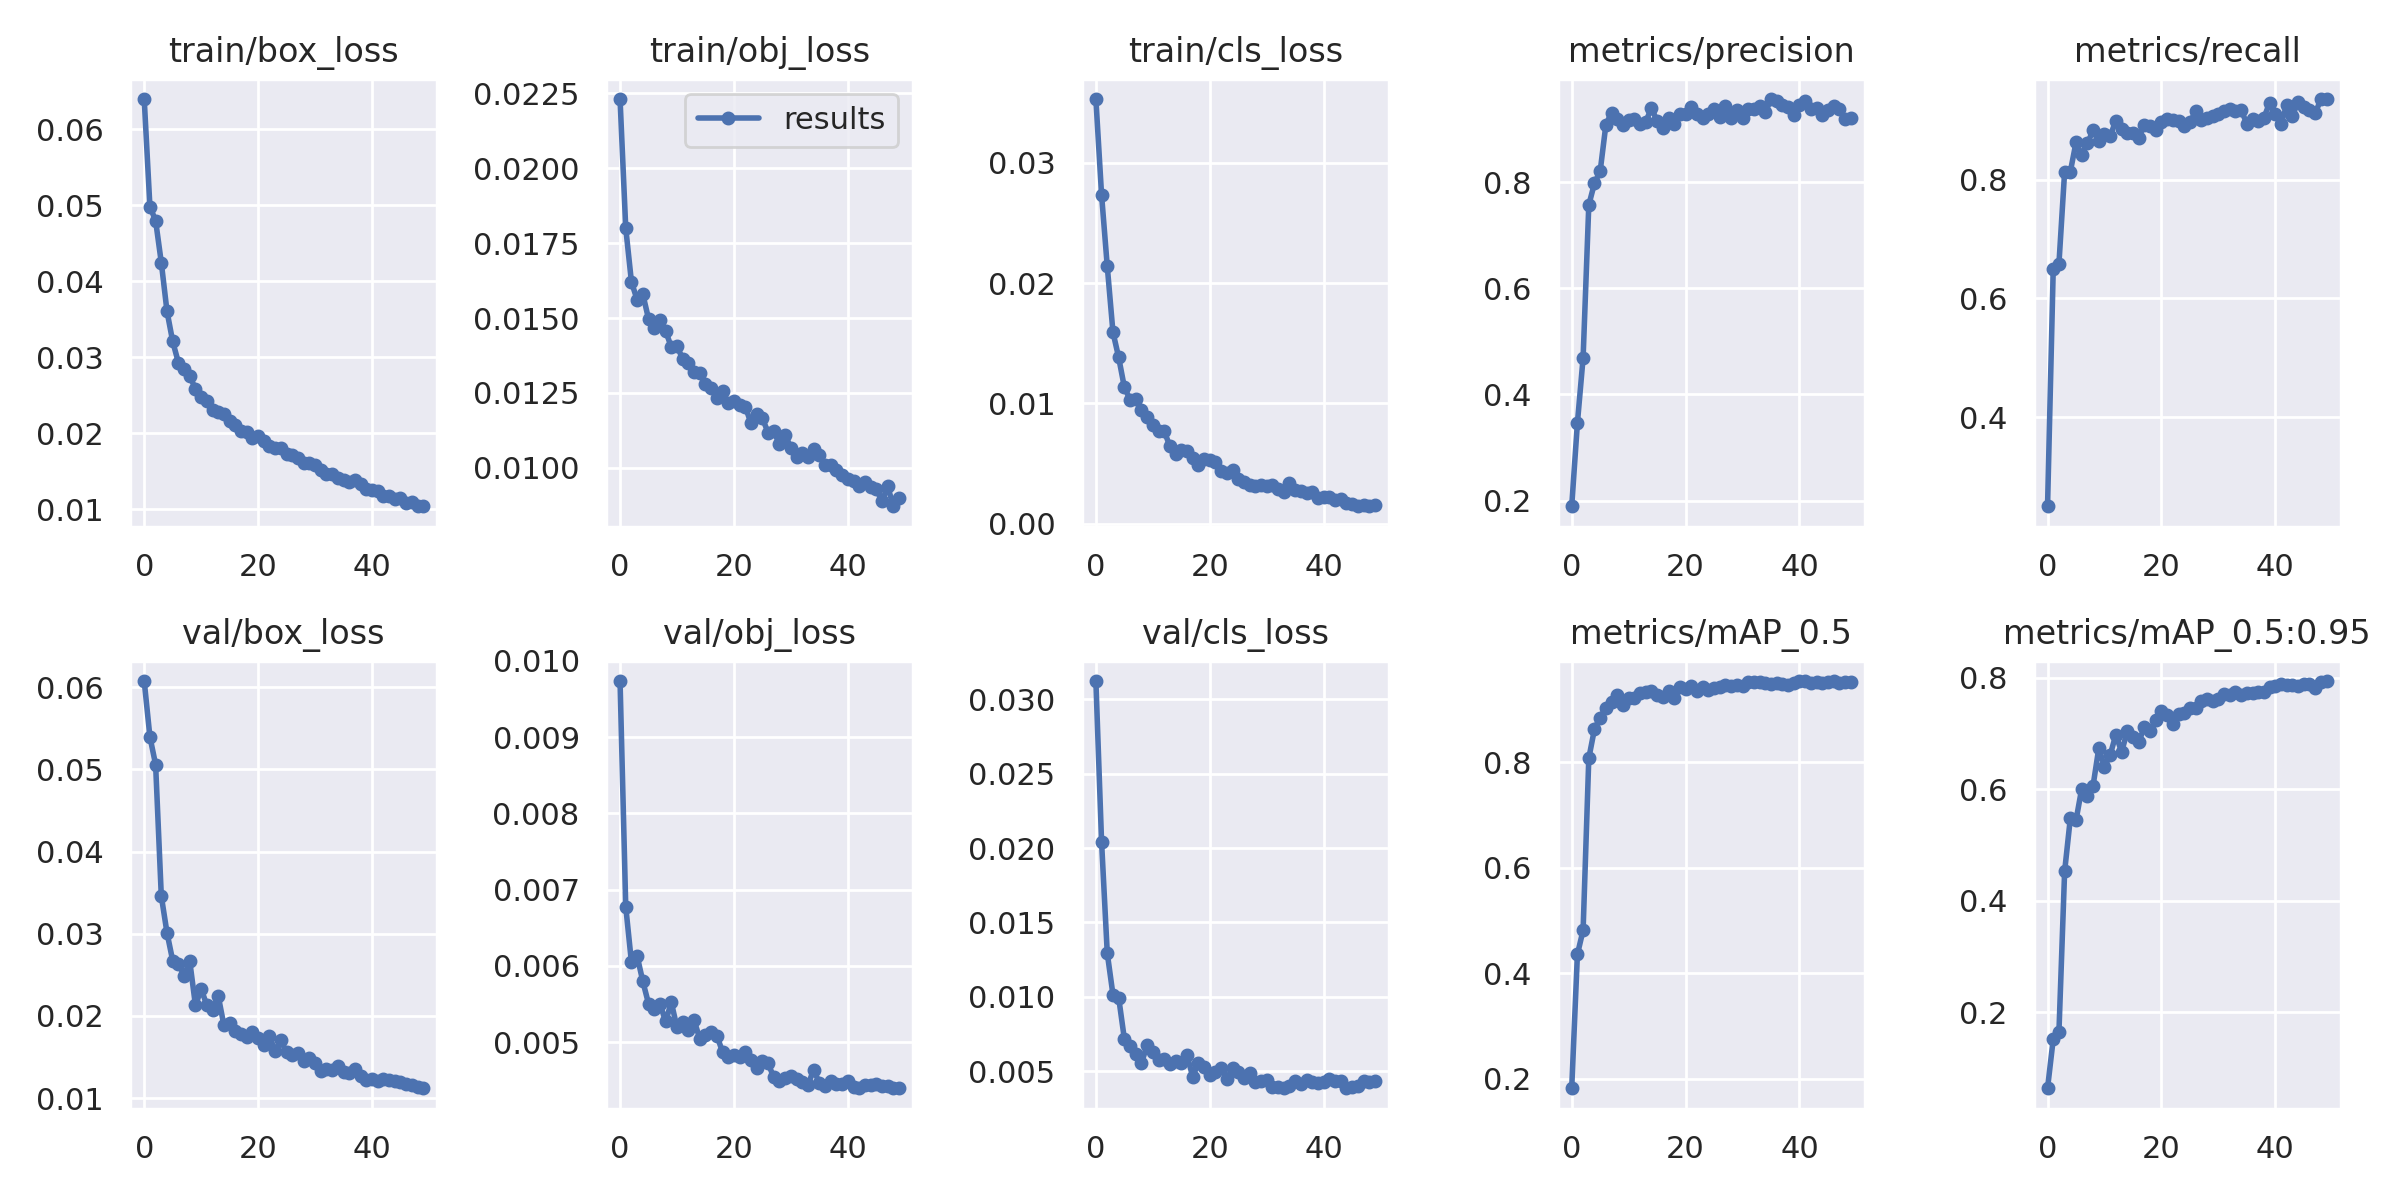 train/box_loss
0.06
0.05
0.04
0.03
0.02
0.01
0 20 40
train/obj_loss
results
0.0225
0.0200
0.0175
0.0150
0.0125
0.0100
0 20 40
train/cls_loss
0.03
0.02
0.01
0.00
0 20 40
metrics/precision
0.8
0.6
0.4
0.2
0 20 40
metrics/recall
0.8
0.6
0.4
0 20 40
val/box_loss
0.06
0.05
0.04
0.03
0.02
0.01
0 20 40
val/obj_loss
0.010
0.009
0.008
0.007
0.006
0.005
0 20 40
val/cls_loss
0.030
0.025
0.020
0.015
0.010
0.005
0 20 40
metrics/mAP_0.5
0.8
0.6
0.4
0.2
0 20 40
metrics/mAP_0.5:0.95
0.8
0.6
0.4
0.2
0 20 40